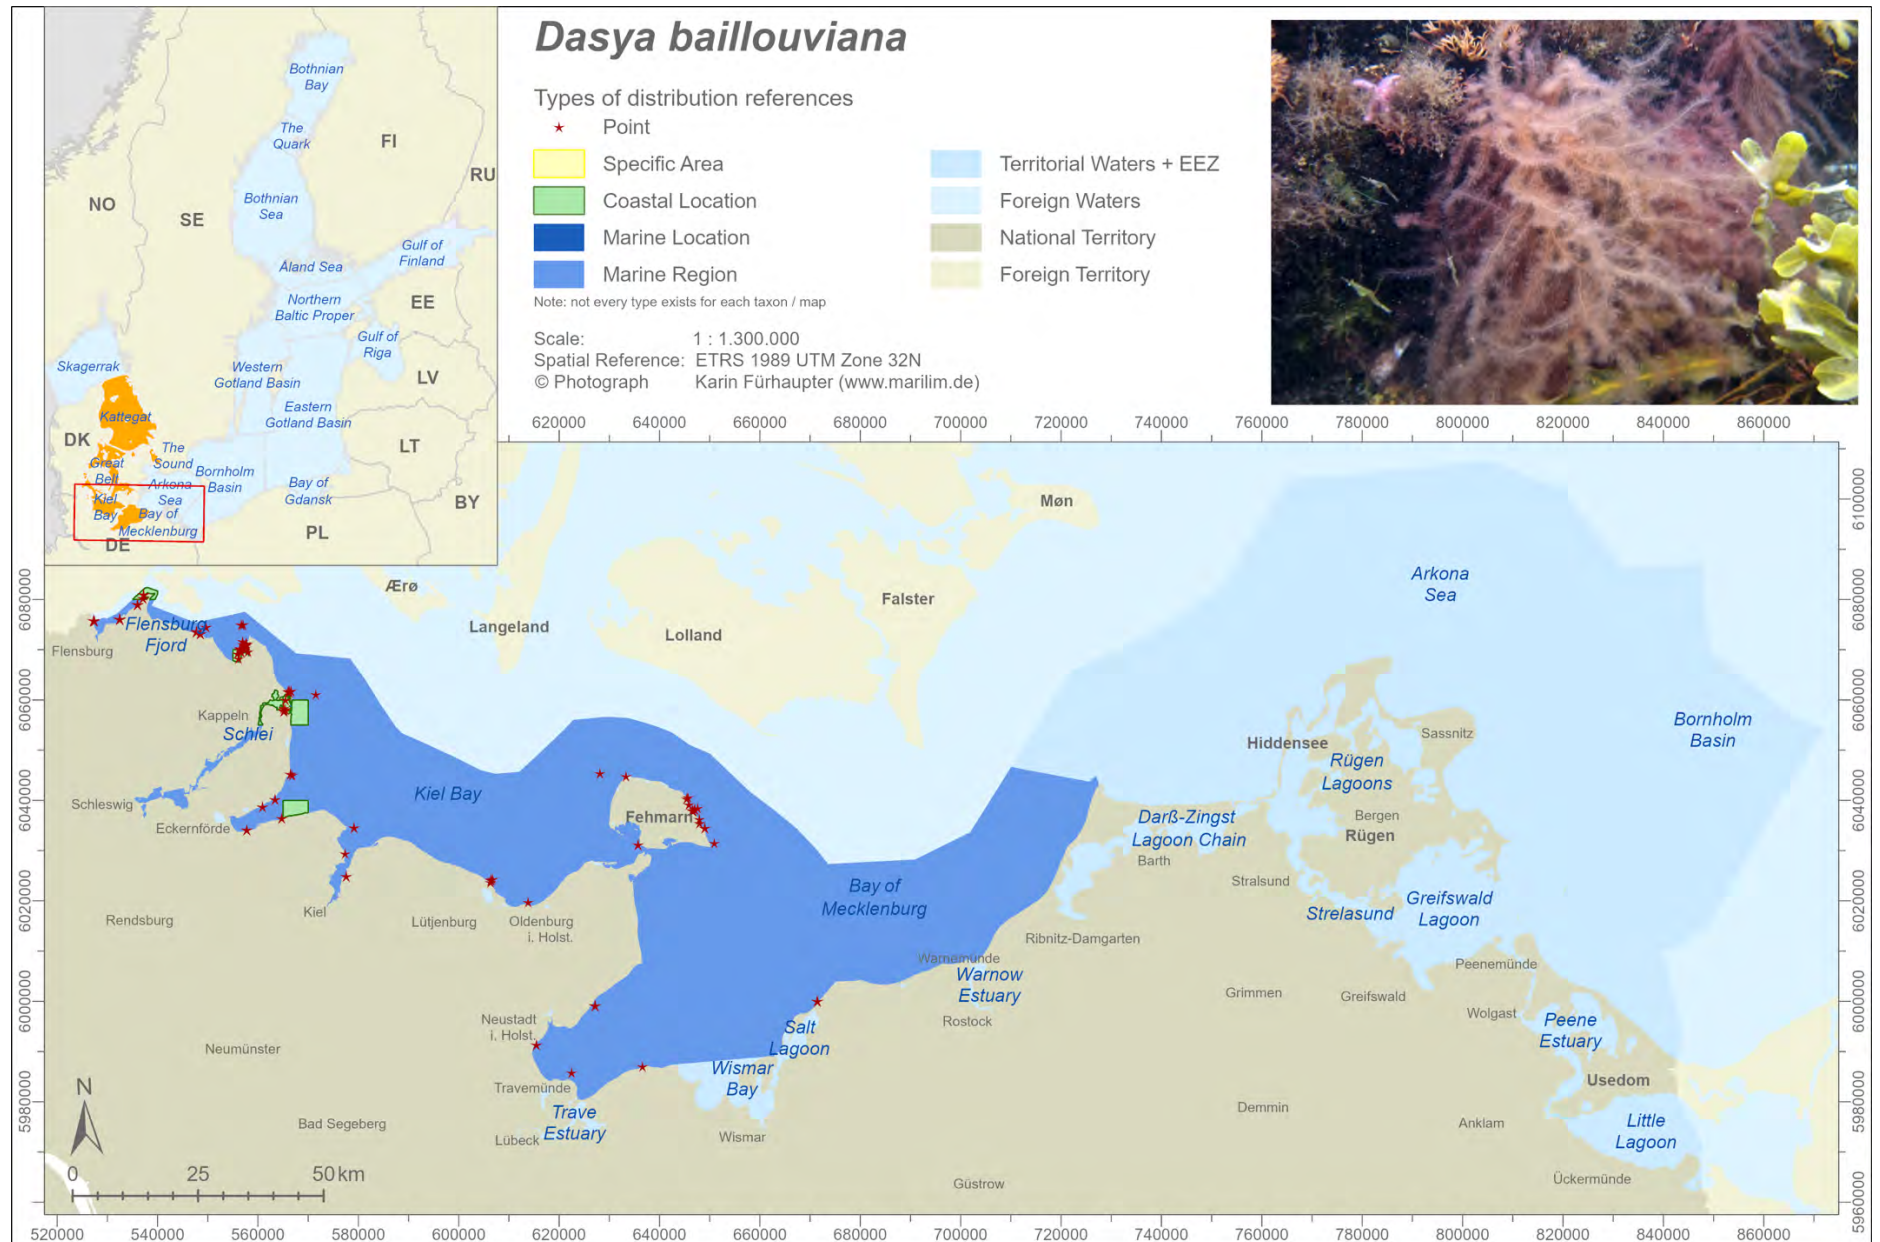 Dasya baillouviana
Types of distribution references
Point
Specific Area
Coastal Location
Marine Location
Marine Region
Note: not every type exists for each taxon / map
Territorial Waters + EEZ
Foreign Waters
National Territory
Foreign Territory
Scale: 1 : 1.300.000
Spatial Reference: ETRS 1989 UTM Zone 32N
© Photograph Karin Fürhaupter (www.marilim.de)
Bothnian
Bay
The
Quark
FI
RU
NO
SE
Bothnian
Sea
Gulf of
Finland
Åland Sea
Northern
Baltic Proper
EE
Gulf of
Riga
Skagerrak
Western
Gotland Basin
LV
Kattegat
Eastern
Gotland Basin
DK
The
Sound
LT
Great
Belt
Bornholm
Basin
Arkona
Sea
Bay of
Gdansk
Kiel
Bay
Bay of
Mecklenburg
BY
PL
DE
620000 640000 660000 680000 700000 720000 740000 760000 780000 800000 820000 840000 860000
6080000
6060000
6040000
6020000
6000000
5980000
6100000
6080000
6060000
6040000
6020000
6000000
5980000
5960000
Møn
Ærø
Falster
Langeland
Lolland
Arkona
Sea
Flensburg
Fjord
Flensburg
Kappeln
Schlei
Bornholm
Basin
Sassnitz
Hiddensee
Rügen
Lagoons
Kiel Bay
Schleswig
Fehmarn
Bergen
Rügen
Eckernförde
Darß-Zingst
Lagoon Chain
Barth
Stralsund
Bay of
Mecklenburg
Greifswald
Lagoon
Strelasund
Kiel
Rendsburg
Lütjenburg
Oldenburg
i. Holst.
Ribnitz-Damgarten
Warnemünde
Warnow
Estuary
Peenemünde
Grimmen
Greifswald
Wolgast
Neustadt
i. Holst.
Rostock
Salt
Lagoon
Peene
Estuary
Neumünster
Wismar
Bay
Travemünde
Usedom
Trave
Estuary
Demmin
Anklam
Little
Lagoon
Bad Segeberg
Lübeck
Wismar
Güstrow
Ückermünde
N
0 25 50 km
520000 540000 560000 580000 600000 620000 640000 660000 680000 700000 720000 740000 760000 780000 800000 820000 840000 860000